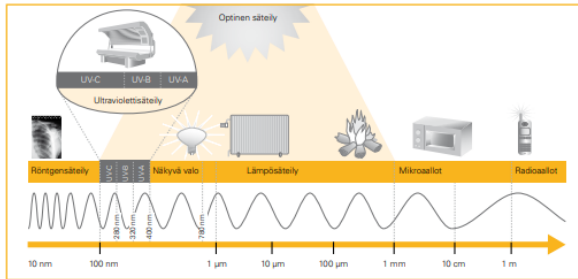 Optinen säteily
UV-C UV-B UV-A
Ultraviolettisäteily
Röntgensäteily UVC UVB UVA Näkyvä valo Lämpösäteily Mikroaallot Radioaallot
280 nm 320 nm 400 nm 780 nm
10 nm 100 nm 1 µm 10 µm 100 µm 1 mm 10 cm 1 m